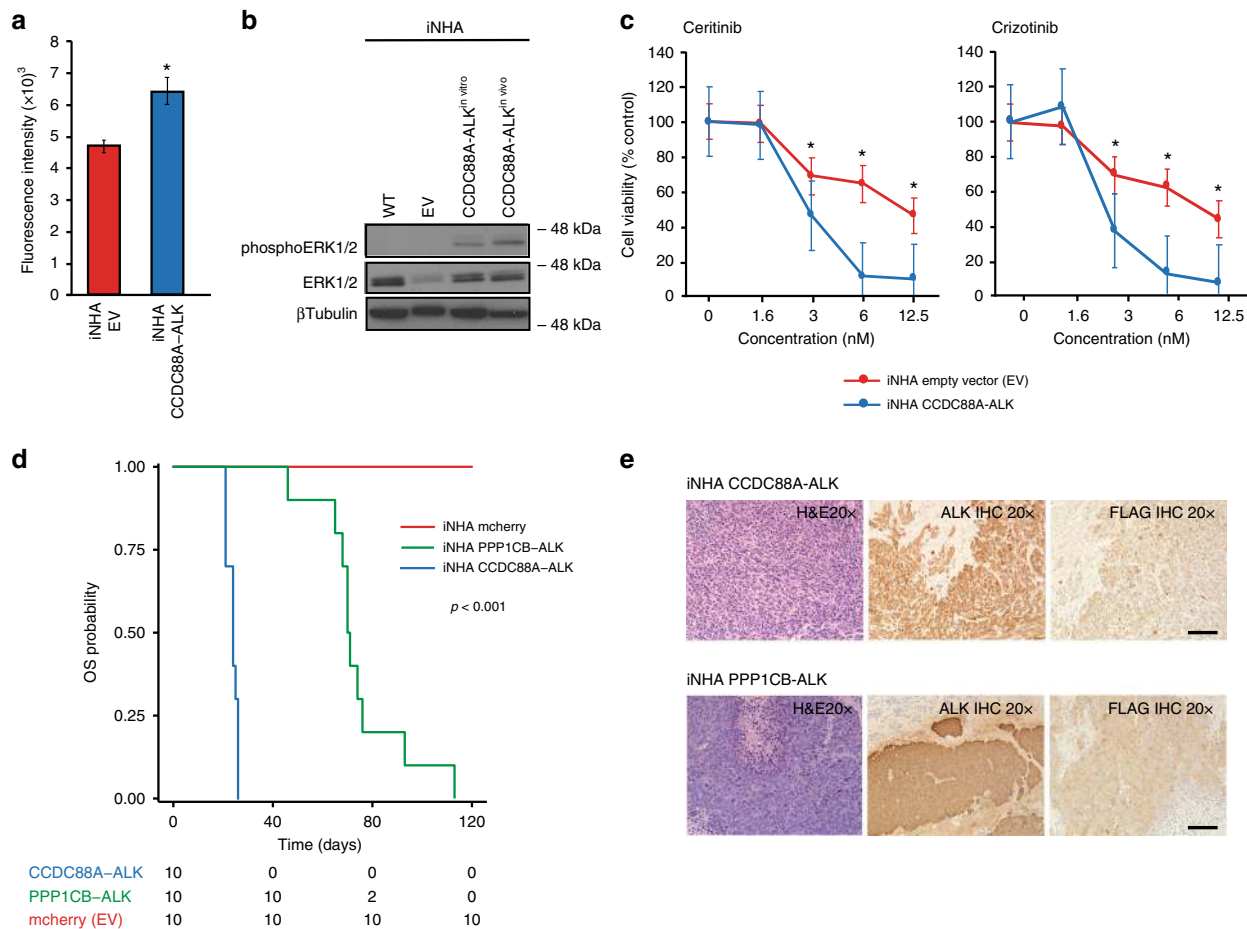 a
Fluorescence intensity (×10)³
8
7
6
5
4
3
2
1
0
*
iNHA
EV
iNHA
CCDC88A–ALK
b
iNHA
WT
EV
CCDC88A-ALKⁱⁿ ᵛⁱᵗʳᵒ
CCDC88A-ALKⁱⁿ ᵛⁱᵛᵒ
phosphoERK1/2
ERK1/2
βTubulin
– 48 kDa
– 48 kDa
– 48 kDa
c
Ceritinib
Cell viability (% control)
140
120
100
80
60
40
20
0
* * *
0 1.6 3 6 12.5
Concentration (nM)
Crizotinib
140
120
100
80
60
40
20
0
* * *
0 1.6 3 6 12.5
Concentration (nM)
iNHA empty vector (EV)
iNHA CCDC88A-ALK
d
OS probability
1.00
0.75
0.50
0.25
0.00
iNHA mcherry
iNHA PPP1CB–ALK
iNHA CCDC88A–ALK
p < 0.001
0 40 80 120
Time (days)
CCDC88A–ALK 10 0 0 0
PPP1CB–ALK 10 10 2 0
mcherry (EV) 10 10 10 10
e
iNHA CCDC88A-ALK
H&E20× ALK IHC 20× FLAG IHC 20×
iNHA PPP1CB-ALK
H&E20× ALK IHC 20× FLAG IHC 20×